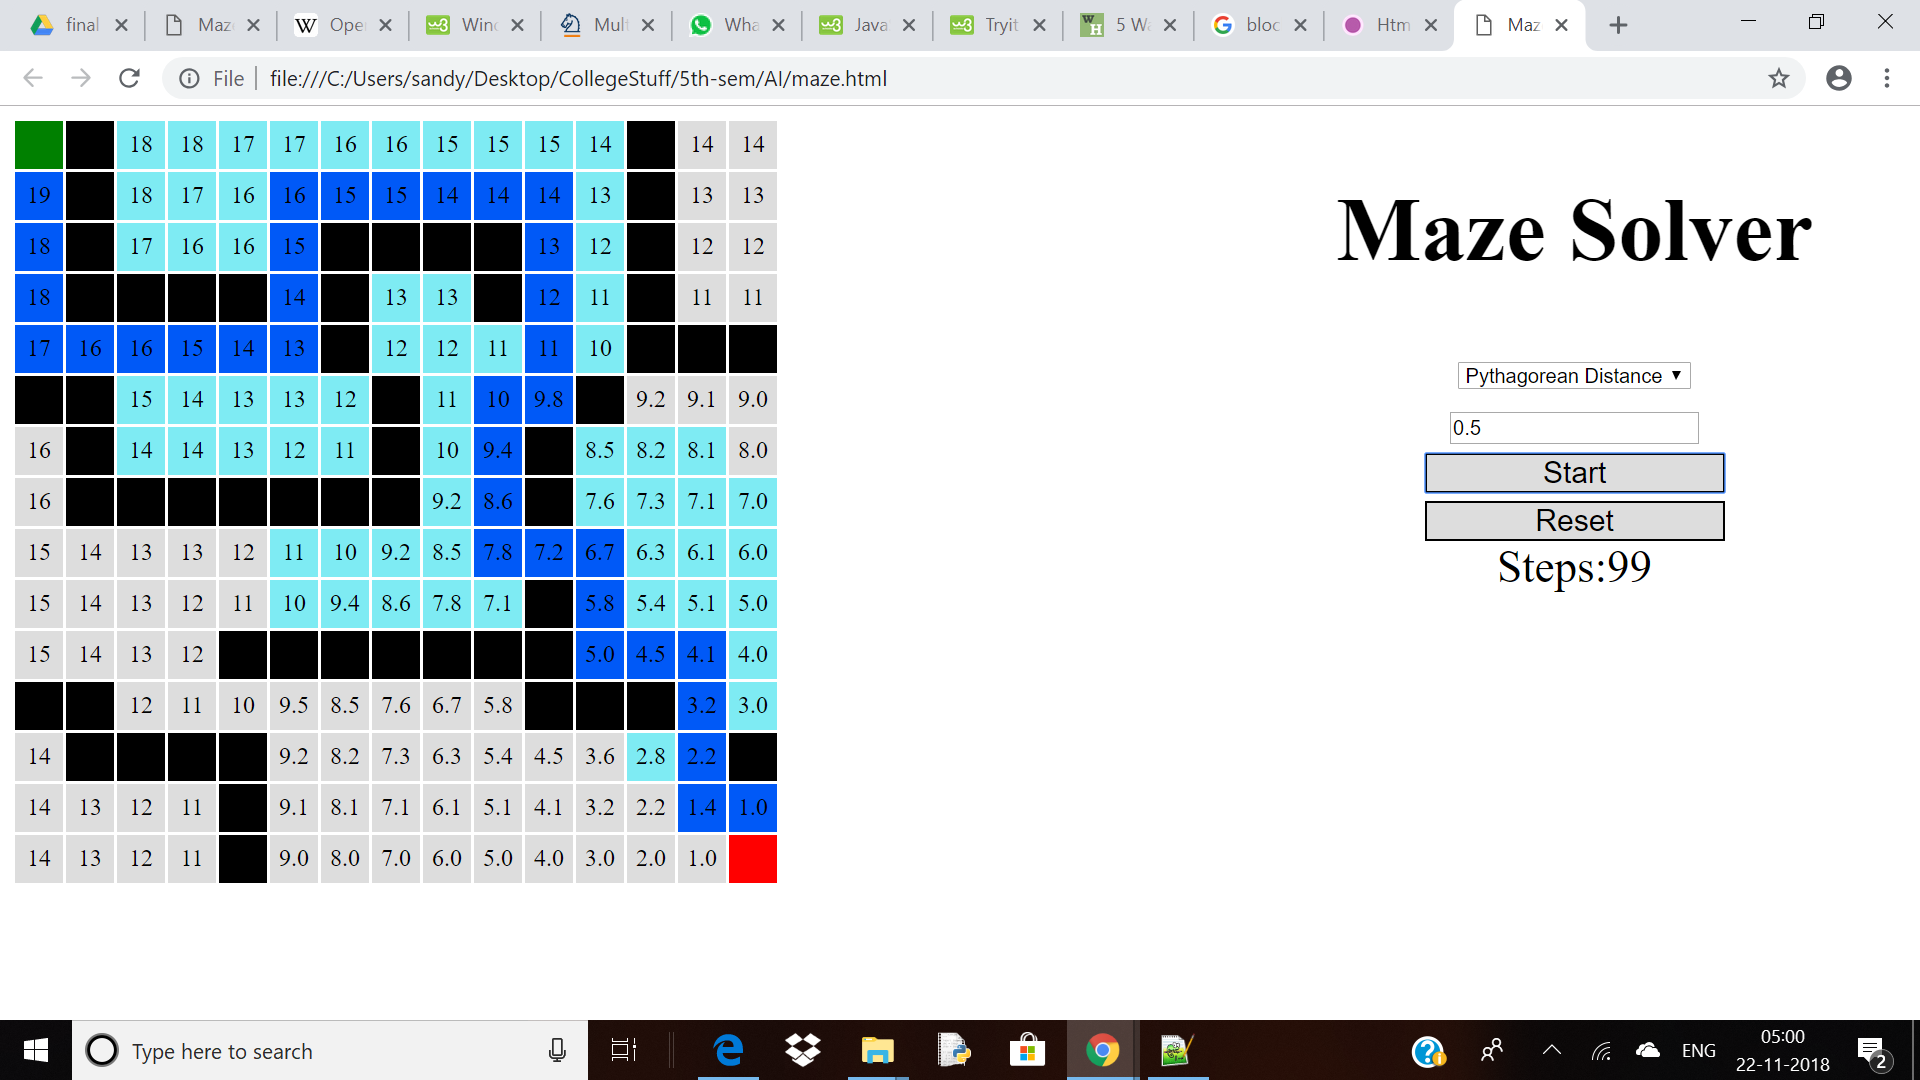 final Maz Ope Winc Mult Wha Java Tryit 5 W bloc Htm Maz
File file:///C:/Users/sandy/Desktop/CollegeStuff/5th-sem/AI/maze.html
18 18 17 17 16 16 15 15 15 14 14 14
19 18 17 16 16 15 15 14 14 14 13 13 13
18 17 16 16 15 13 12 12 12
18 14 13 13 12 11 11 11
17 16 16 15 14 13 12 12 11 11 10
15 14 13 13 12 11 10 9.8 9.2 9.1 9.0
16 14 14 13 12 11 10 9.4 8.5 8.2 8.1 8.0
16 9.2 8.6 7.6 7.3 7.1 7.0
15 14 13 13 12 11 10 9.2 8.5 7.8 7.2 6.7 6.3 6.1 6.0
15 14 13 12 11 10 9.4 8.6 7.8 7.1 5.8 5.4 5.1 5.0
15 14 13 12 5.0 4.5 4.1 4.0
12 11 10 9.5 8.5 7.6 6.7 5.8 3.2 3.0
14 9.2 8.2 7.3 6.3 5.4 4.5 3.6 2.8 2.2
14 13 12 11 9.1 8.1 7.1 6.1 5.1 4.1 3.2 2.2 1.4 1.0
14 13 12 11 9.0 8.0 7.0 6.0 5.0 4.0 3.0 2.0 1.0
Maze Solver
Pythagorean Distance
0.5
Start
Reset
Steps:99
Type here to search
ENG
05:00
22-11-2018
2